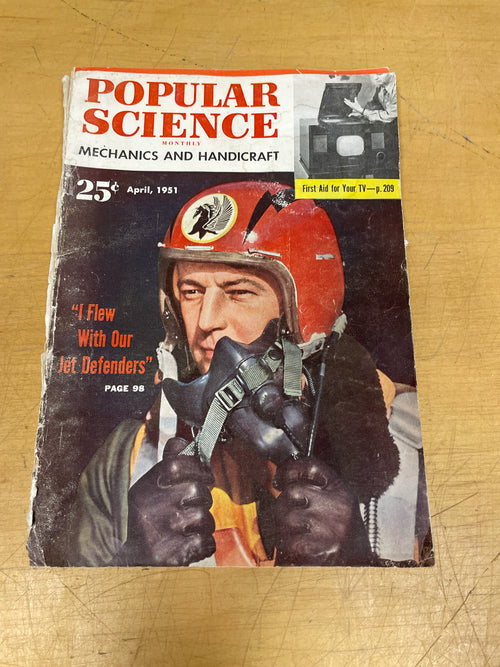 POPULAR
SCIENCE
MONTHLY
MECHANICS AND HANDICRAFT
25¢ April, 1951
First Aid for Your TV—p. 209
"I Flew
With Our
Jet Defenders"
PAGE 98